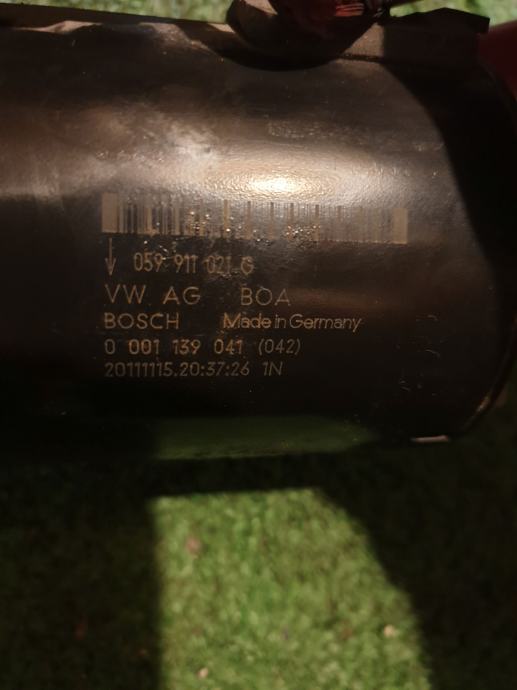 ↓ 059 911 021 G
VW AG BOA
BOSCH Made in Germany
0 001 139 041 (042)
20111115.20:37:26 1N